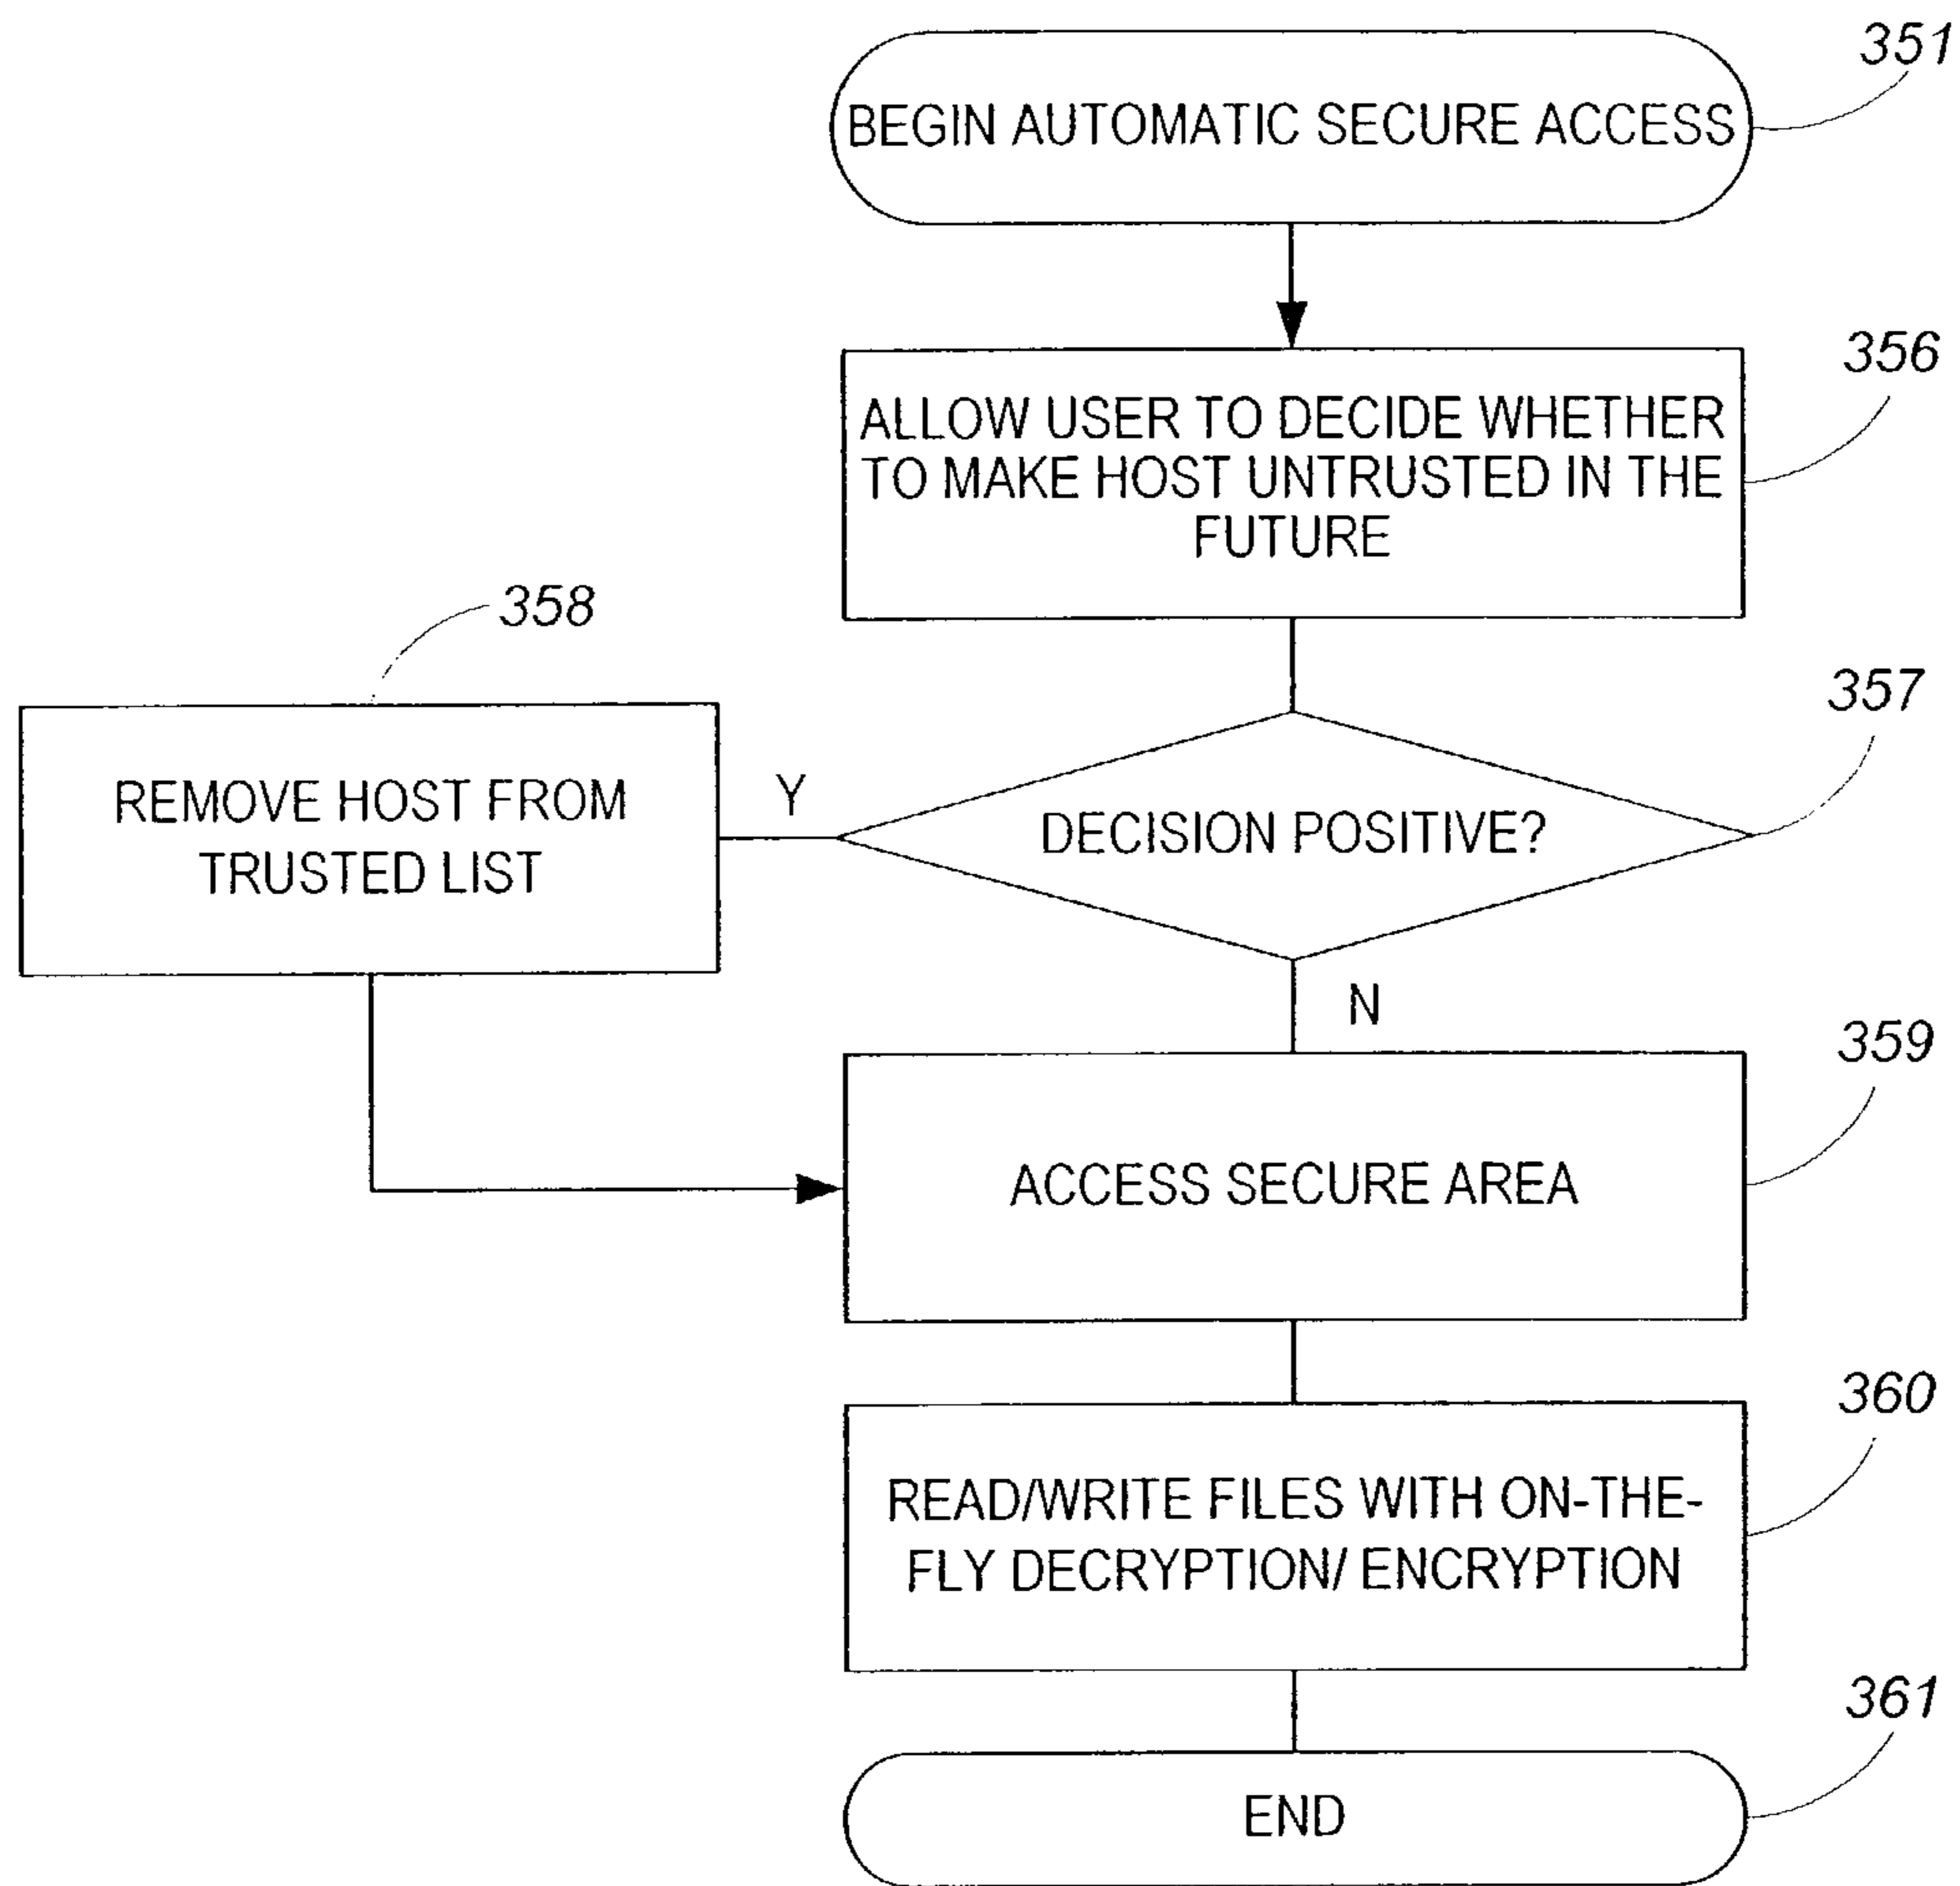 351
BEGIN AUTOMATIC SECURE ACCESS
356
ALLOW USER TO DECIDE WHETHER
TO MAKE HOST UNTRUSTED IN THE
FUTURE
358
357
REMOVE HOST FROM
TRUSTED LIST
Y
DECISION POSITIVE?
N
359
ACCESS SECURE AREA
360
READ/WRITE FILES WITH ON-THE-
FLY DECRYPTION/ ENCRYPTION
361
END